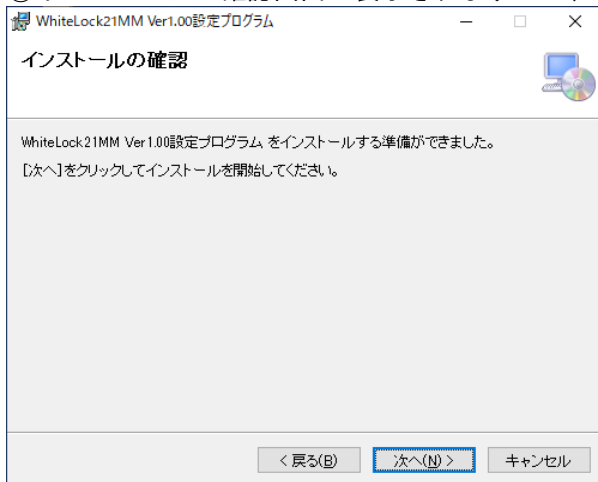 WhiteLock21MM Ver1.00設定プログラム
インストールの確認
WhiteLock21MM Ver1.00設定プログラム をインストールする準備ができました。
[次へ]をクリックしてインストールを開始してください。
< 戻る(B)
次へ(N) >
キャンセル